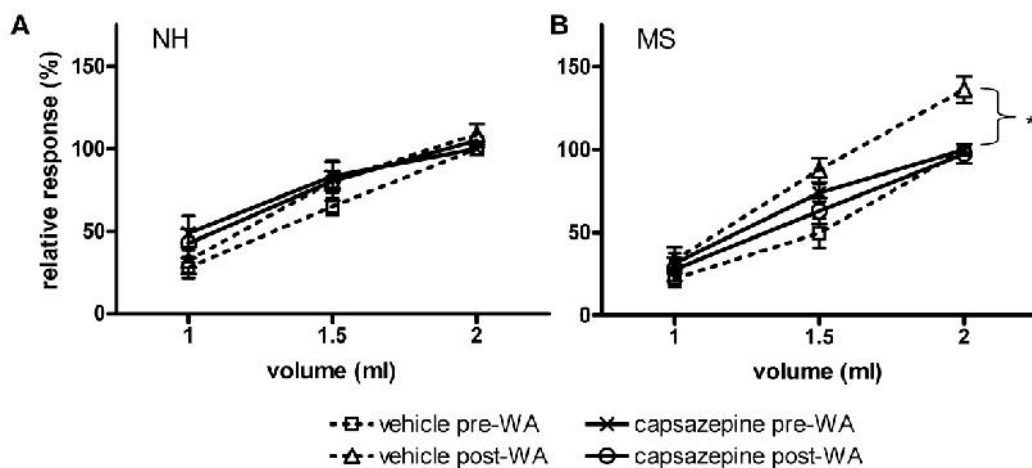 A NH
B MS
relative response (%)
150
100
50
0
1 1.5 2
volume (ml)
150
100
50
0
1 1.5 2
volume (ml)
*
vehicle pre-WA capsazepine pre-WA
vehicle post-WA capsazepine post-WA